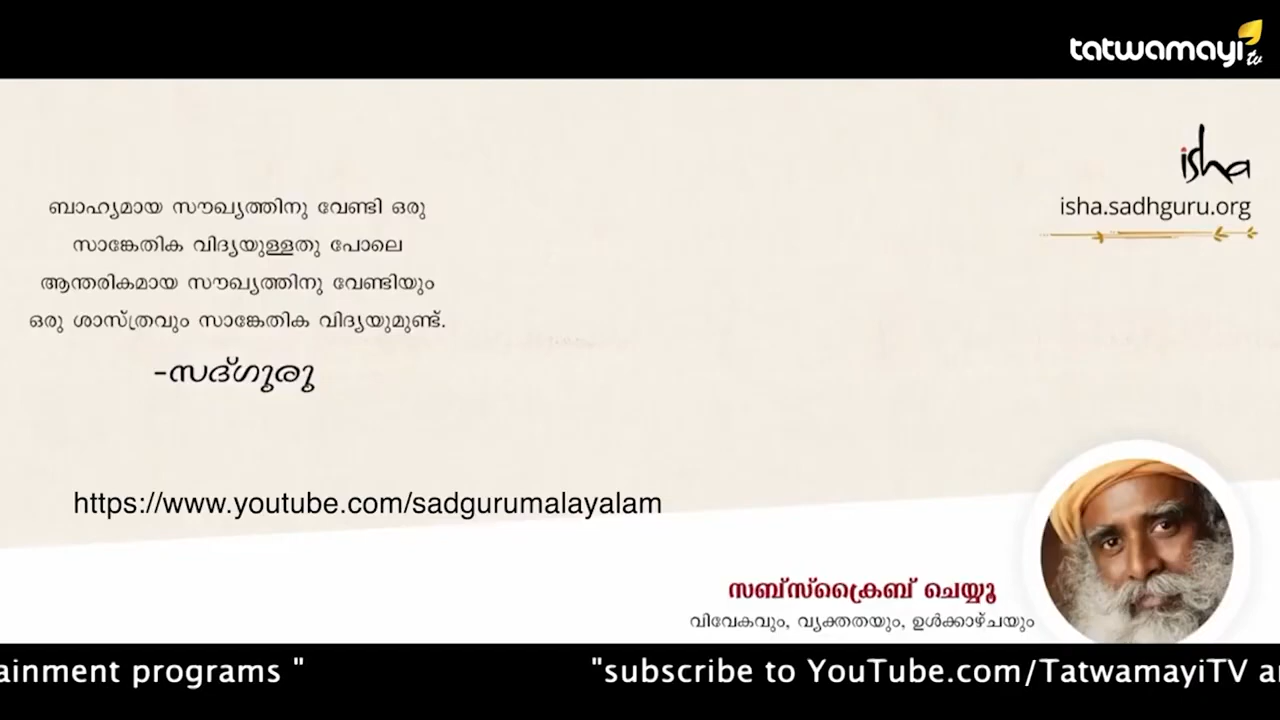 tatwamayi tv
isha
isha.sadhguru.org
ബാഹ്യമായ സൗഖ്യത്തിനു വേണ്ടി ഒരു
സാങ്കേതിക വിദ്യയുള്ളതു പോലെ
ആന്തരികമായ സൗഖ്യത്തിനു വേണ്ടിയും
ഒരു ശാസ്ത്രവും സാങ്കേതിക വിദ്യയുമുണ്ട്.
-സദ്ഗുരു
https://www.youtube.com/sadgurumalayalam
സബ്സ്ക്രൈബ് ചെയ്യൂ
വിവേകവും, വ്യക്തതയും, ഉൾക്കാഴ്ചയും
ainment programs " "subscribe to YouTube.com/TatwamayiTV